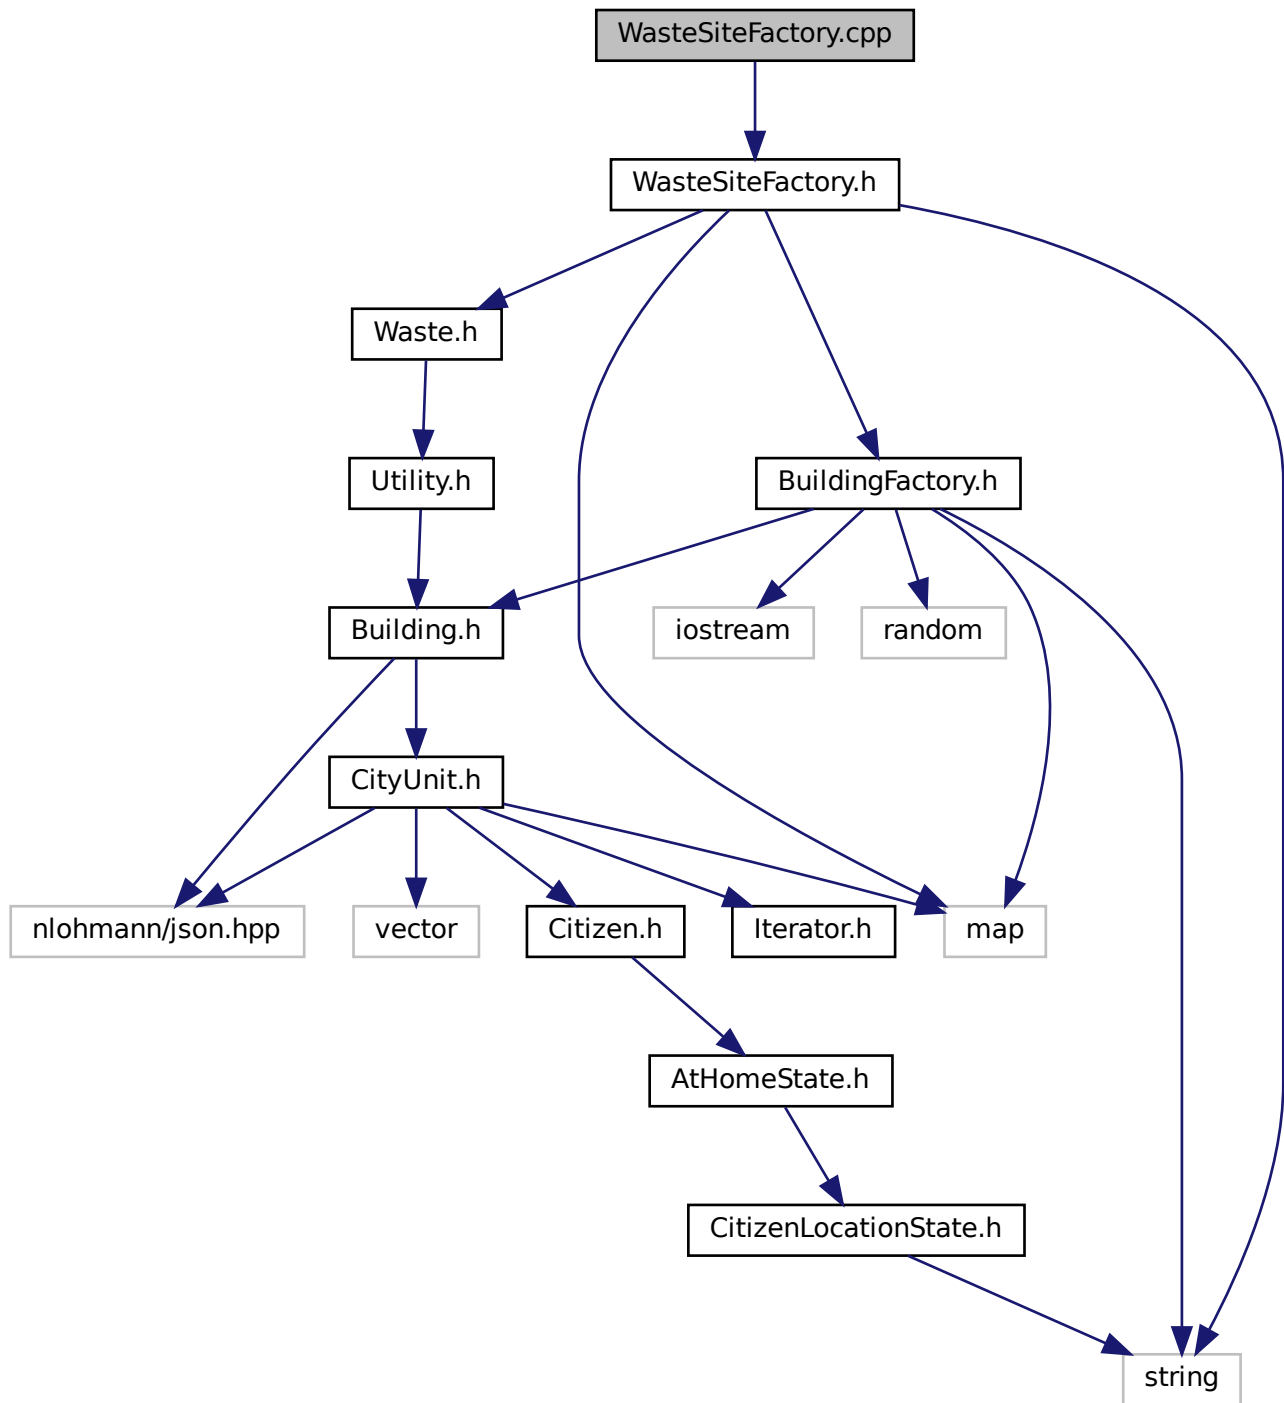 WasteSiteFactory.cpp
WasteSiteFactory.h
Waste.h
Utility.h
BuildingFactory.h
Building.h
iostream
random
CityUnit.h
nlohmann/json.hpp
vector
Citizen.h
Iterator.h
map
AtHomeState.h
CitizenLocationState.h
string